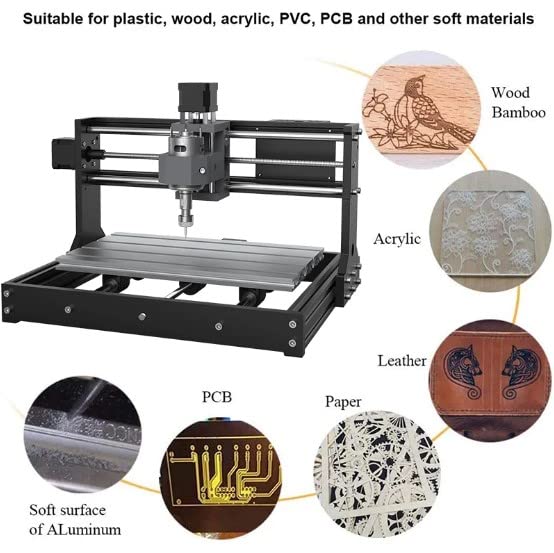 Suitable for plastic, wood, acrylic, PVC, PCB and other soft materials
Wood
Bamboo
Acrylic
Leather
Paper
PCB
Soft surface
of ALuminum